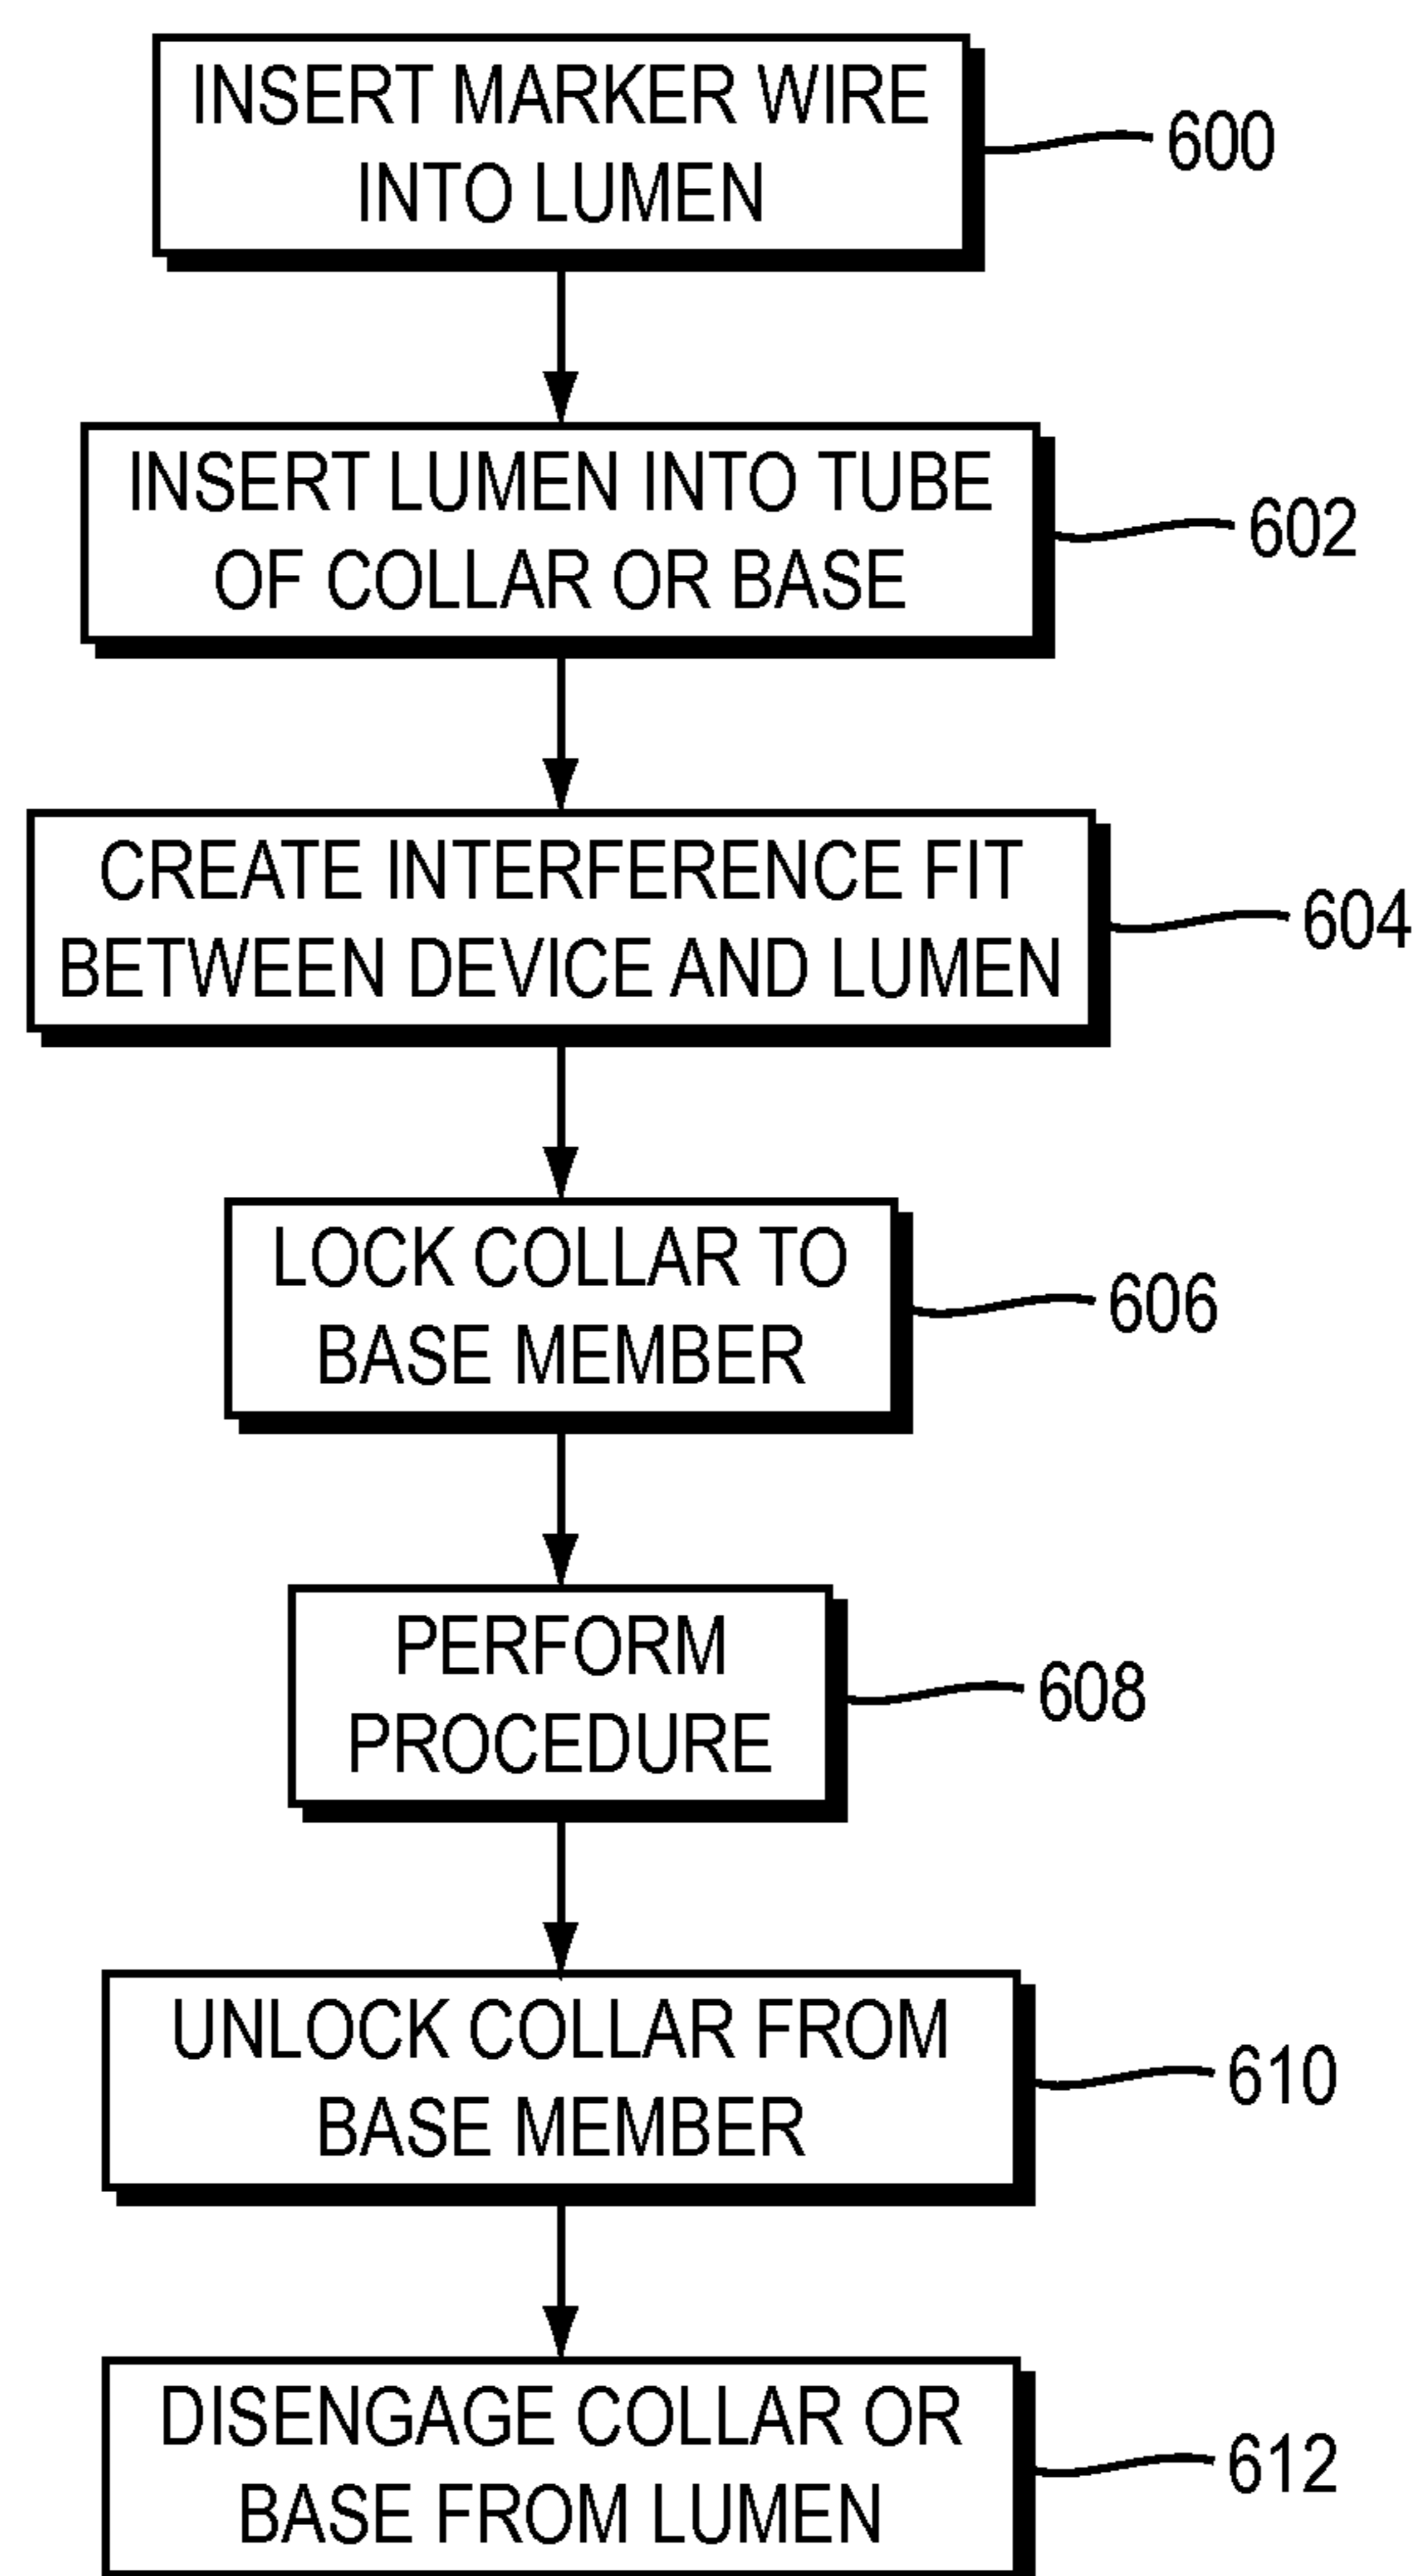 INSERT MARKER WIRE
INTO LUMEN
600
INSERT LUMEN INTO TUBE
OF COLLAR OR BASE
602
CREATE INTERFERENCE FIT
BETWEEN DEVICE AND LUMEN
604
LOCK COLLAR TO
BASE MEMBER
606
PERFORM
PROCEDURE
608
UNLOCK COLLAR FROM
BASE MEMBER
610
DISENGAGE COLLAR OR
BASE FROM LUMEN
612